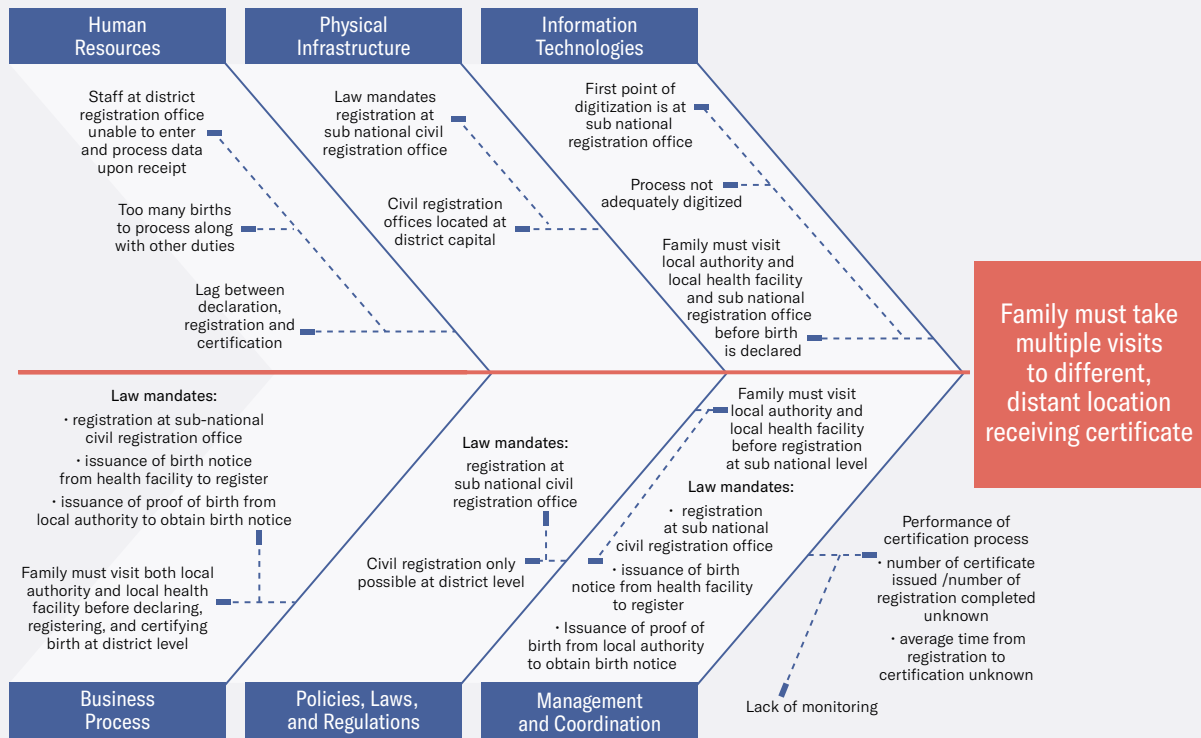 Human
Resources
Physical
Infrastructure
Information
Technologies
Staff at district
registration office
unable to enter
and process data
upon receipt
Too many births
to process along
with other duties
Lag between
declaration,
registration and
certification
Law mandates
registration at
sub national civil
registration office
Civil registration
offices located at
district capital
First point of
digitization is at
sub national
registration office
Process not
adequately digitized
Family must visit
local authority and
local health facility
and sub national
registration office
before birth
is declared
Family must take
multiple visits
to different,
distant location
receiving certificate
Law mandates:
· registration at sub-national
civil registration office
· issuance of birth notice
from health facility to register
· issuance of proof of birth from
local authority to obtain birth notice
Family must visit both local
authority and local health
facility before declaring,
registering, and certifying
birth at district level
Law mandates:
registration at
sub national civil
registration office
Civil registration only
possible at district level
Family must visit
local authority and
local health facility
before registration
at sub national level
Law mandates:
· registration
at sub national
civil registration office
· issuance of birth
notice from health facility
to register
· Issuance of proof of
birth from local authority
to obtain birth notice
Performance of
certification process
· number of certificate
issued /number of
registration completed
unknown
· average time from
registration to
certification unknown
Lack of monitoring
Business
Process
Policies, Laws,
and Regulations
Management
and Coordination